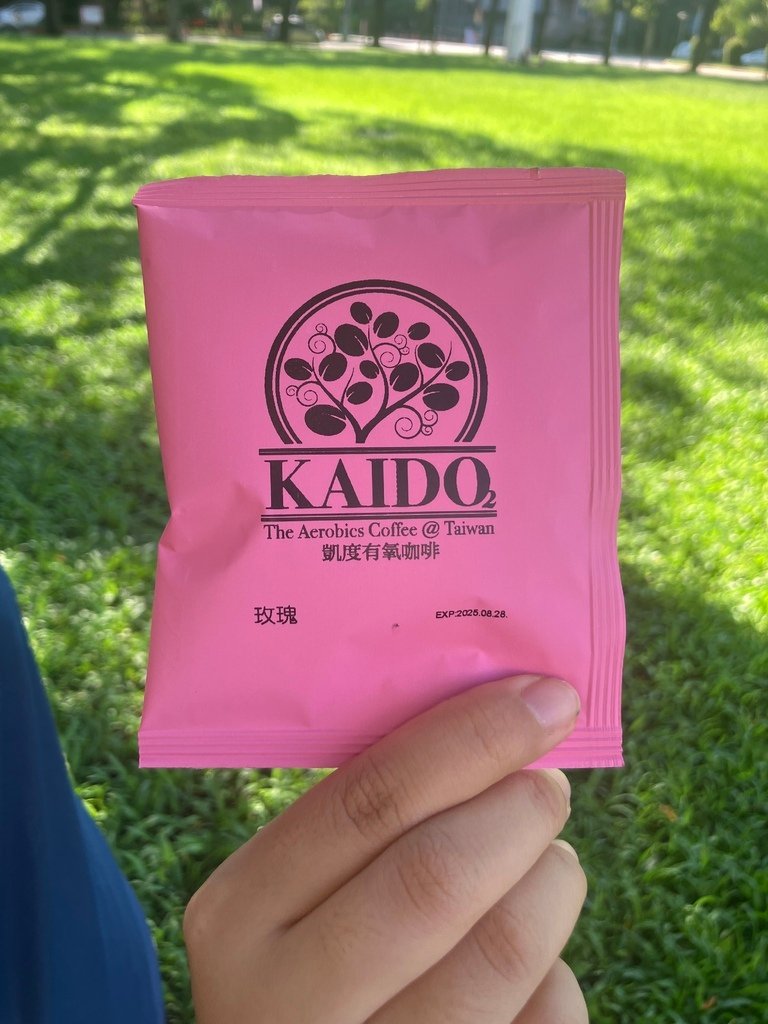 KAIDO₂
The Aerobics Coffee @ Taiwan
凱度有氧咖啡
玫瑰 EXP:2025.08.28.